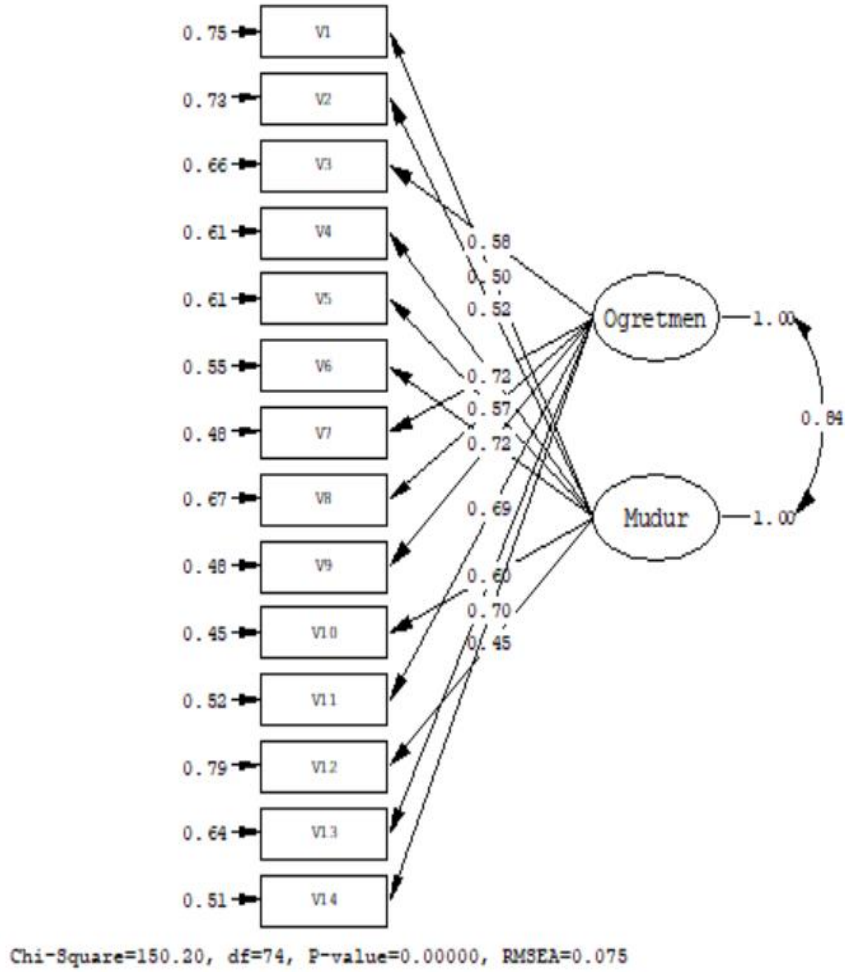 0.75 V1
0.73 V2
0.66 V3
0.61 V4
0.58
0.50
0.61 V5
0.52
Ogretmen 1.00
0.55 V6
0.72
0.57
0.84
0.48 V7
0.72
0.67 V8
0.69
Mudur 1.00
0.48 V9
0.60
0.70
0.45 V10
0.45
0.52 V11
0.79 V12
0.64 V13
0.51 V14
Chi-Square=150.20, df=74, P-value=0.00000, RMSEA=0.075